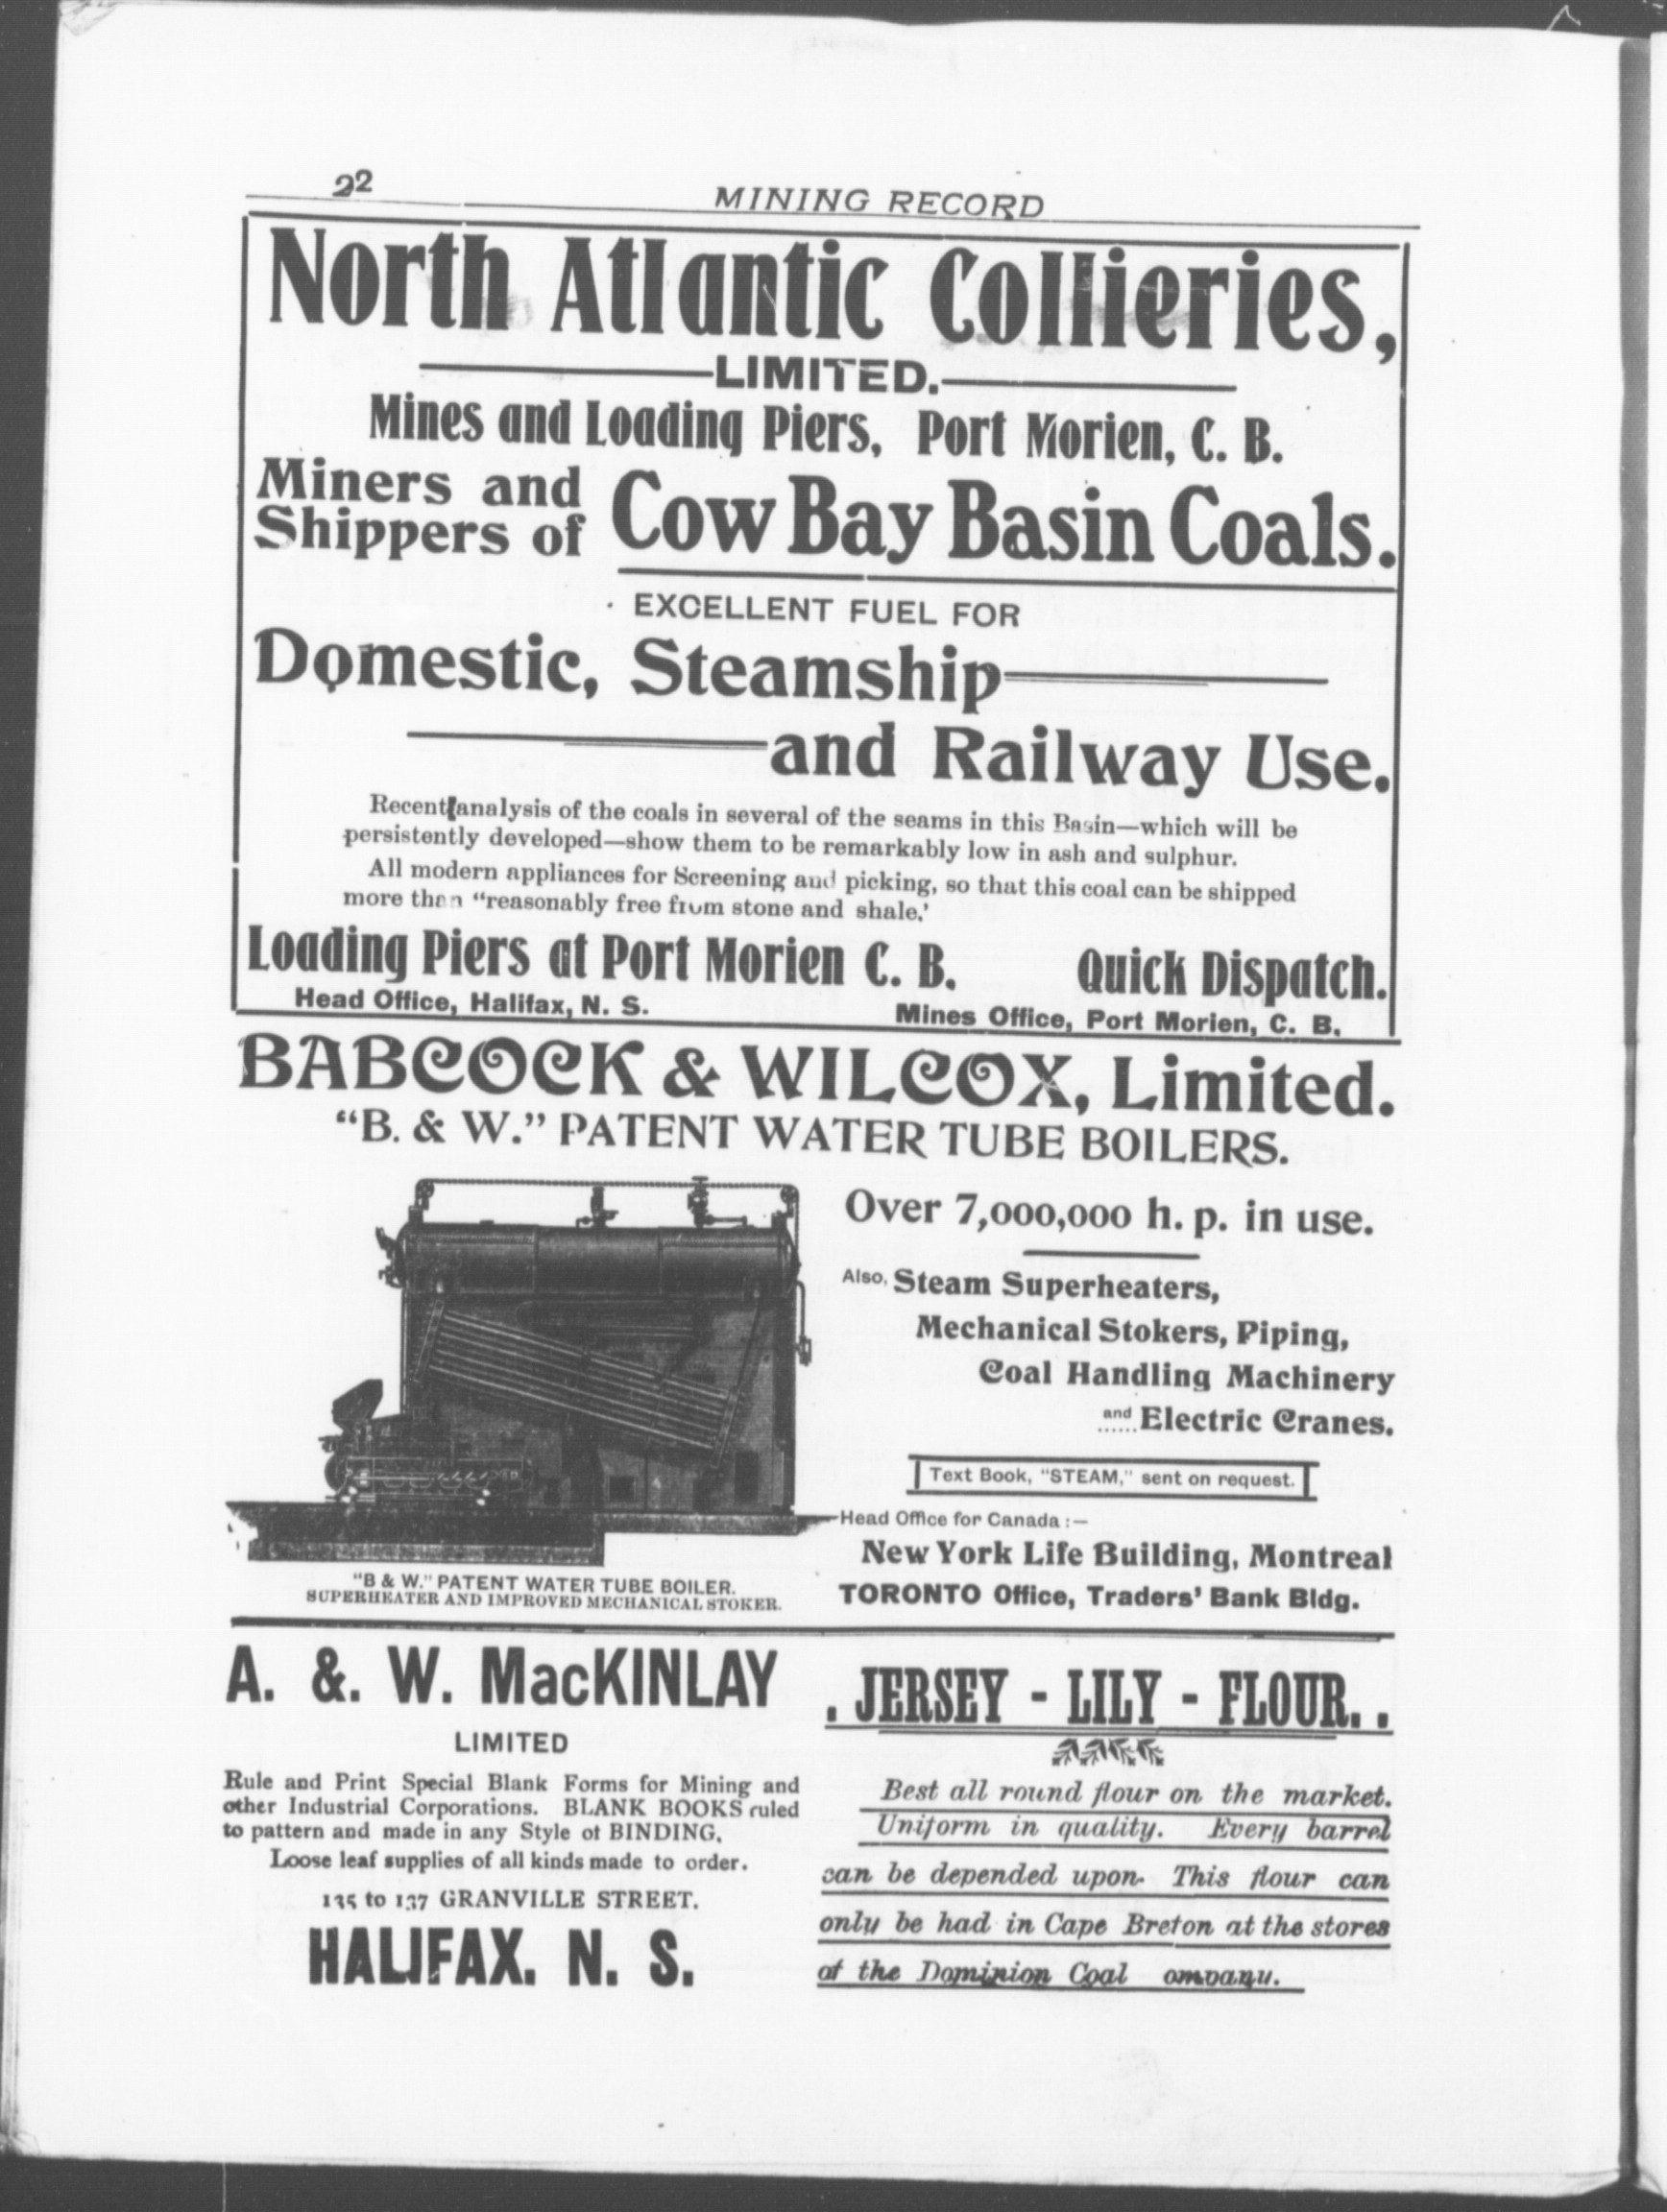 22
MINING RECORD
North Atlantic Collieries,
LIMITED.
Mines and Loading Piers, Port Morien, C. B.
Miners and
Shippers of
Cow Bay Basin Coals.
EXCELLENT FUEL FOR
Domestic, Steamship
and Railway Use.
Recent analysis of the coals in several of the seams in this Basin—which will be
persistently developed—show them to be remarkably low in ash and sulphur.
All modern appliances for Screening and picking, so that this coal can be shipped
more than "reasonably free from stone and shale.'
Loading Piers at Port Morien C. B. Quick Dispatch.
Head Office, Halifax, N. S. Mines Office, Port Morien, C. B.
BABCOCK & WILCOX, Limited.
"B. & W." PATENT WATER TUBE BOILERS.
Over 7,000,000 h. p. in use.
Also, Steam Superheaters,
Mechanical Stokers, Piping,
Coal Handling Machinery
and Electric Cranes.
Text Book, "STEAM," sent on request.
Head Office for Canada :—
New York Life Building, Montreal
TORONTO Office, Traders' Bank Bldg.
"B & W." PATENT WATER TUBE BOILER.
SUPERHEATER AND IMPROVED MECHANICAL STOKER.
A. &. W. MacKINLAY
LIMITED
Rule and Print Special Blank Forms for Mining and
other Industrial Corporations. BLANK BOOKS ruled
to pattern and made in any Style of BINDING.
Loose leaf supplies of all kinds made to order.
135 to 137 GRANVILLE STREET.
HALIFAX. N. S.
. JERSEY - LILY - FLOUR. .
Best all round flour on the market.
Uniform in quality. Every barrel
can be depended upon. This flour can
only be had in Cape Breton at the stores
of the Dominion Coal ompany.